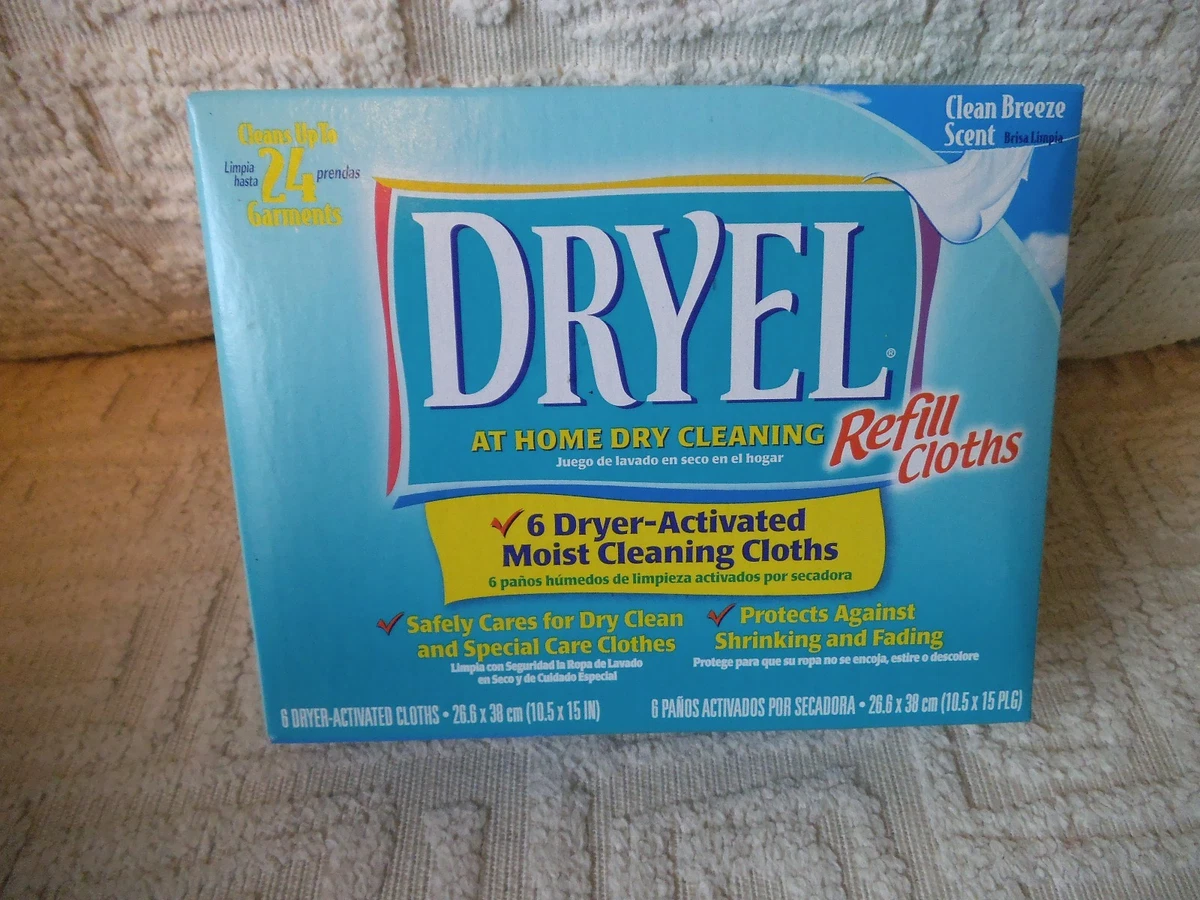 Cleans Up To
Limpia
hasta
24
prendas
Garments
Clean Breeze
Scent Brisa Limpia
DRYEL®
AT HOME DRY CLEANING
Juego de lavado en seco en el hogar
Refill
Cloths
✓ 6 Dryer-Activated
Moist Cleaning Cloths
6 paños húmedos de limpieza activados por secadora
✓ Safely Cares for Dry Clean
and Special Care Clothes
Limpia con Seguridad la Ropa de Lavado
en Seco y de Cuidado Especial
✓ Protects Against
Shrinking and Fading
Protege para que su ropa no se encoja, estire o descolore
6 DRYER-ACTIVATED CLOTHS • 26.6 x 38 cm (10.5 x 15 IN)
6 PAÑOS ACTIVADOS POR SECADORA • 26.6 x 38 cm (10.5 x 15 PLG)